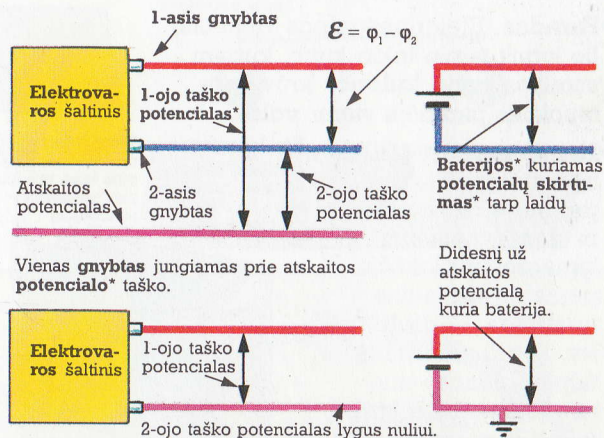 1-asis gnybtas
ℰ = φ₁–φ₂
Elektrova-
ros šaltinis
1-ojo taško
potencialas*
Baterijos* kuriamas
potencialų skirtu-
mas* tarp laidų
Atskaitos
potencialas
2-asis
gnybtas
2-ojo taško
potencialas
Vienas gnybtas jungiamas prie atskaitos
potencialo* taško.
Didesnį už
atskaitos
potencialą
kuria baterija.
Elektrova-
ros šaltinis
1-ojo taško
potencialas
2-ojo taško potencialas lygus nuliui.